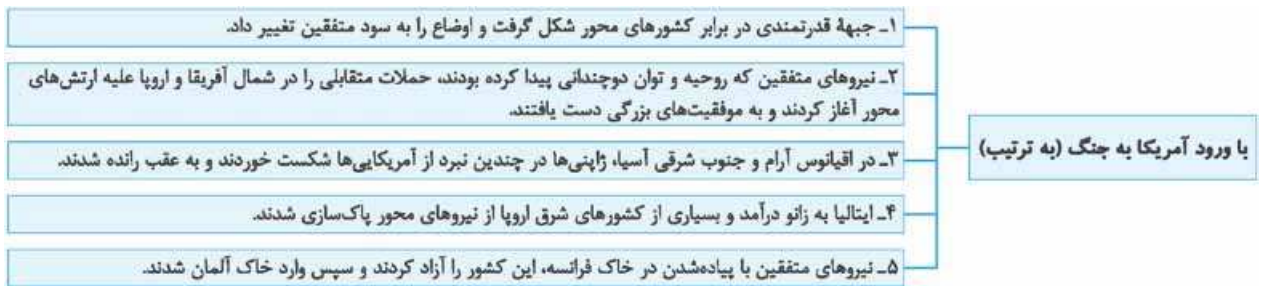 با ورود آمریکا به جنگ (به ترتیب)
۱ـ جبههٔ قدرتمندی در برابر کشورهای محور شکل گرفت و اوضاع را به سود متفقین تغییر داد.
۲ـ نیروهای متفقین که روحیه و توان دوچندانی پیدا کرده بودند، حملات متقابلی را در شمال آفریقا و اروپا علیه ارتش‌های
محور آغاز کردند و به موفقیت‌های بزرگی دست یافتند.
۳ـ در اقیانوس آرام و جنوب شرقی آسیا، ژاپنی‌ها در چندین نبرد از آمریکایی‌ها شکست خوردند و به عقب رانده شدند.
۴ـ ایتالیا به زانو درآمد و بسیاری از کشورهای شرق اروپا از نیروهای محور پاک‌سازی شدند.
۵ـ نیروهای متفقین با پیاده‌شدن در خاک فرانسه، این کشور را آزاد کردند و سپس وارد خاک آلمان شدند.